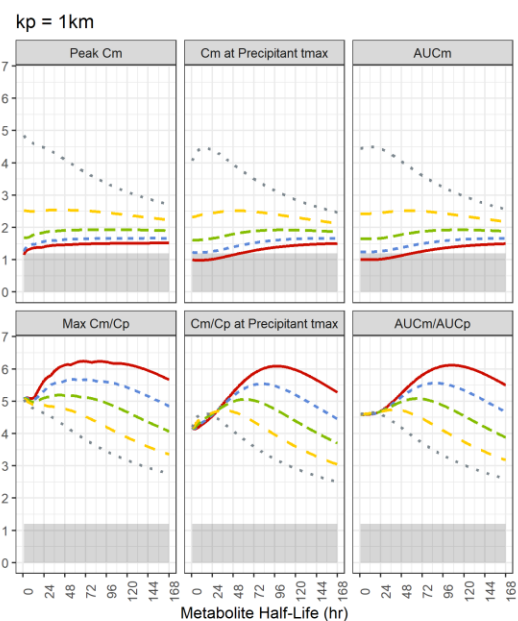 kp = 1km
Peak Cm
Cm at Precipitant tmax
AUCm
7
6
5
4
3
2
1
0
Max Cm/Cp
Cm/Cp at Precipitant tmax
AUCm/AUCp
7
6
5
4
3
2
1
0
0 24 48 72 96 120 144 168
0 24 48 72 96 120 144 168
0 24 48 72 96 120 144 168
Metabolite Half-Life (hr)